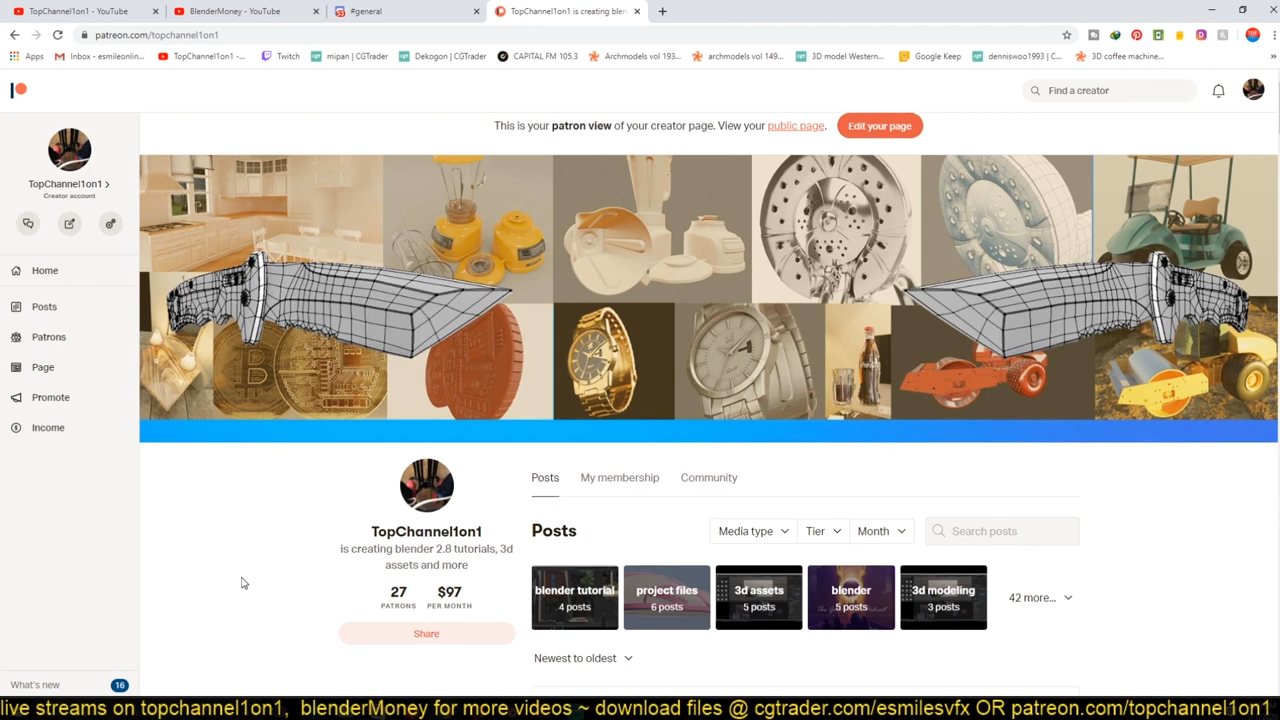 TopChannel1on1 - YouTube
BlenderMoney - YouTube
#general
TopChannel1on1 is creating blen
patreon.com/topchannel1on1
Apps
Inbox - esmileonlin...
TopChannel1on1 -...
Twitch
mipan | CGTrader
Dekogon | CGTrader
CAPITAL FM 105.3
Archmodels vol 193...
archmodels vol 149...
3D model Western...
Google Keep
denniswoo1993 | C...
3D coffee machine...
Find a creator
This is your patron view of your creator page. View your public page.
Edit your page
TopChannel1on1
Creator account
Home
Posts
Patrons
Page
Promote
Income
What's new
16
TopChannel1on1
is creating blender 2.8 tutorials, 3d
assets and more
27
PATRONS
$97
PER MONTH
Share
Posts
My membership
Community
Posts
Media type
Tier
Month
Search posts
blender tutorial
4 posts
project files
6 posts
3d assets
5 posts
blender
5 posts
3d modeling
3 posts
42 more...
Newest to oldest
live streams on topchannel1on1, blenderMoney for more videos ~ download files @ cgtrader.com/esmilesvfx OR patreon.com/topchannel1on1